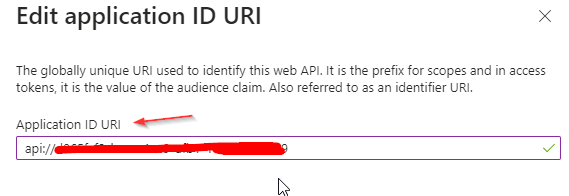 Edit application ID URI
The globally unique URI used to identify this web API. It is the prefix for scopes and in access
tokens, it is the value of the audience claim. Also referred to as an identifier URI.
Application ID URI
api://